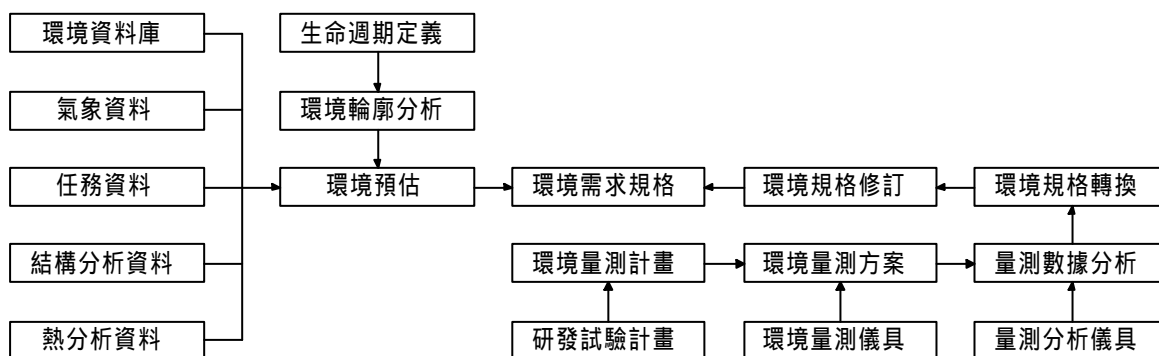 環境資料庫
生命週期定義
氣象資料
環境輪廓分析
任務資料
環境預估
環境需求規格
環境規格修訂
環境規格轉換
結構分析資料
環境量測計畫
環境量測方案
量測數據分析
熱分析資料
研發試驗計畫
環境量測儀具
量測分析儀具